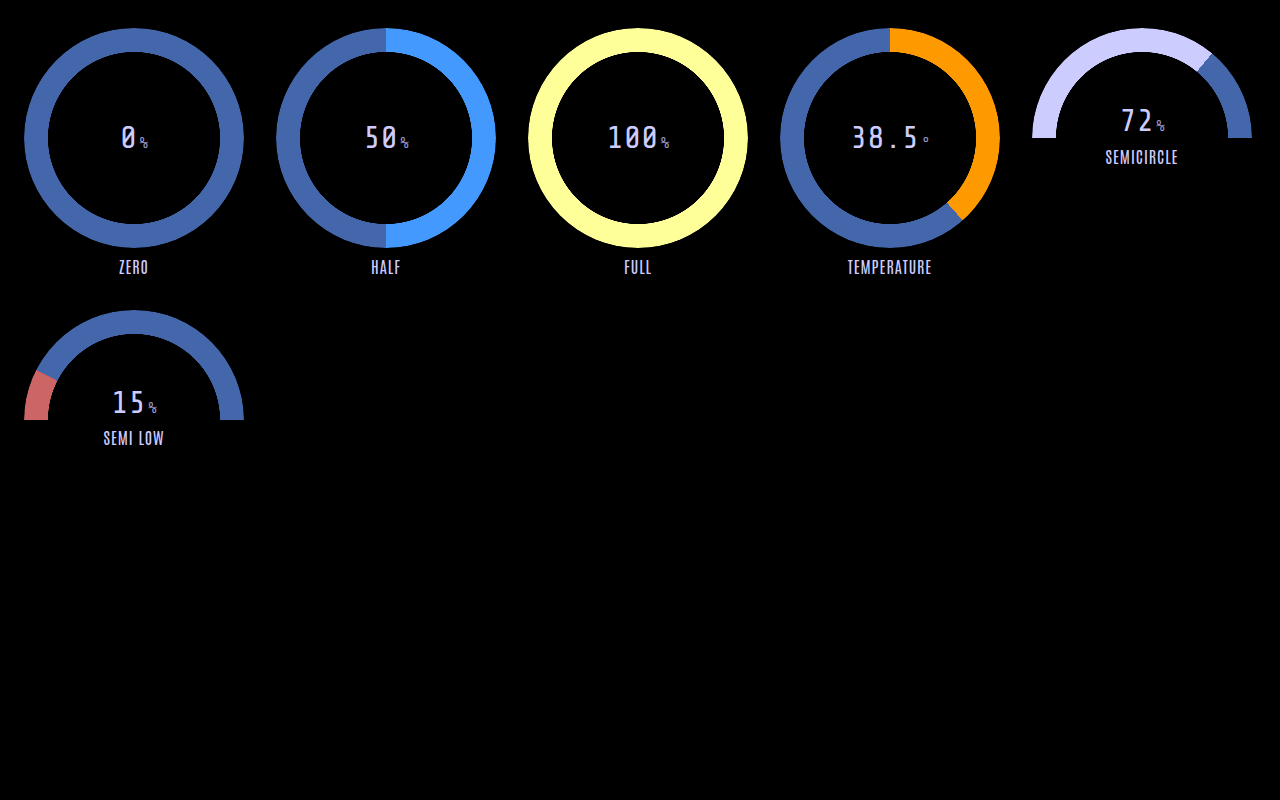 0%
ZERO
50%
HALF
100%
FULL
38.5°
TEMPERATURE
72%
SEMICIRCLE
15%
SEMI LOW